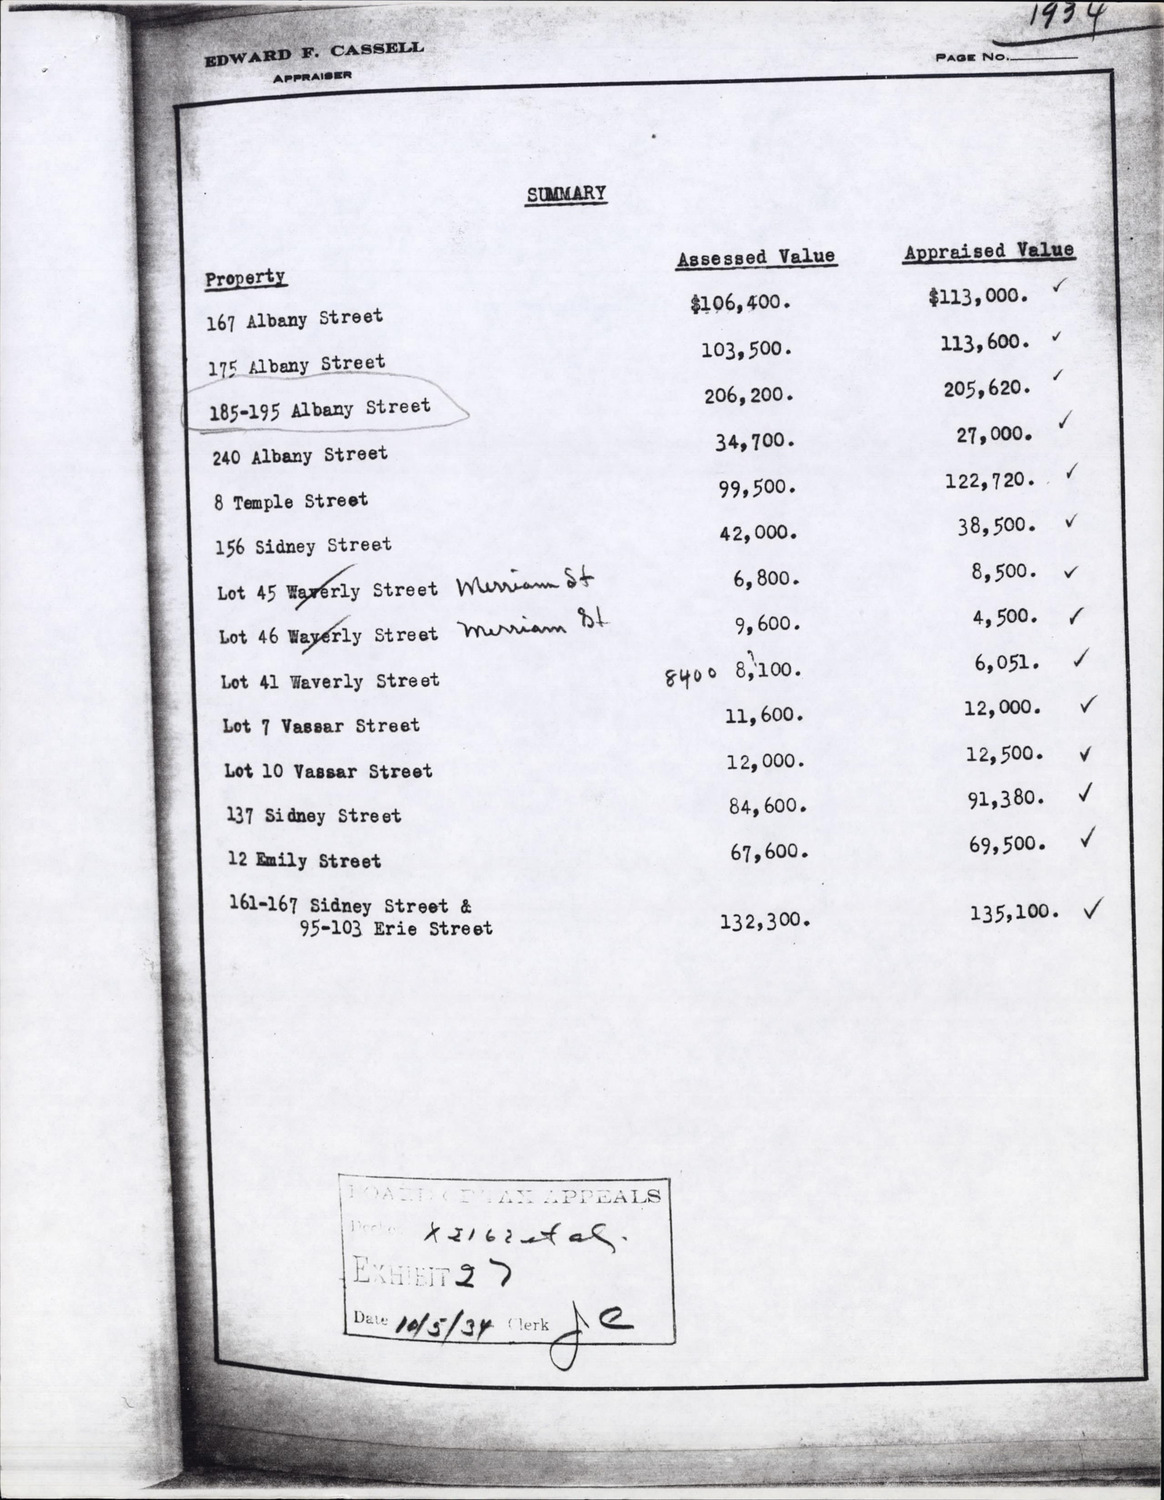 1934
EDWARD F. CASSELL
APPRAISER
PAGE NO.
SUMMARY
Property Assessed Value Appraised Value
167 Albany Street $106,400. $113,000. ✓
175 Albany Street 103,500. 113,600. ✓
185-195 Albany Street 206,200. 205,620. ✓
240 Albany Street 34,700. 27,000. ✓
8 Temple Street 99,500. 122,720. ✓
156 Sidney Street 42,000. 38,500. ✓
Lot 45 Waverly Street Merriam St 6,800. 8,500. ✓
Lot 46 Waverly Street Merriam St 9,600. 4,500. ✓
Lot 41 Waverly Street 8400 8,100. 6,051. ✓
Lot 7 Vassar Street 11,600. 12,000. ✓
Lot 10 Vassar Street 12,000. 12,500. ✓
137 Sidney Street 84,600. 91,380. ✓
12 Emily Street 67,600. 69,500. ✓
161-167 Sidney Street &
95-103 Erie Street 132,300. 135,100. ✓
BOARD OF TAX APPEALS
et al.
EXHIBIT 27
Date 10/5/34 Clerk